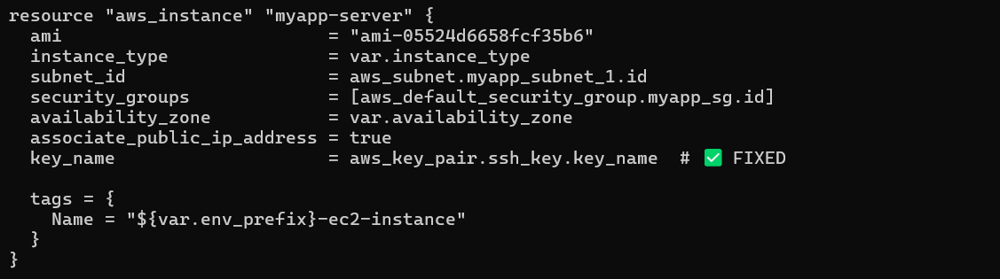 resource "aws_instance" "myapp-server" {
  ami                         = "ami-05524d6658fcf35b6"
  instance_type               = var.instance_type
  subnet_id                   = aws_subnet.myapp_subnet_1.id
  security_groups             = [aws_default_security_group.myapp_sg.id]
  availability_zone           = var.availability_zone
  associate_public_ip_address = true
  key_name                    = aws_key_pair.ssh_key.key_name  # ✅ FIXED

  tags = {
    Name = "${var.env_prefix}-ec2-instance"
  }
}